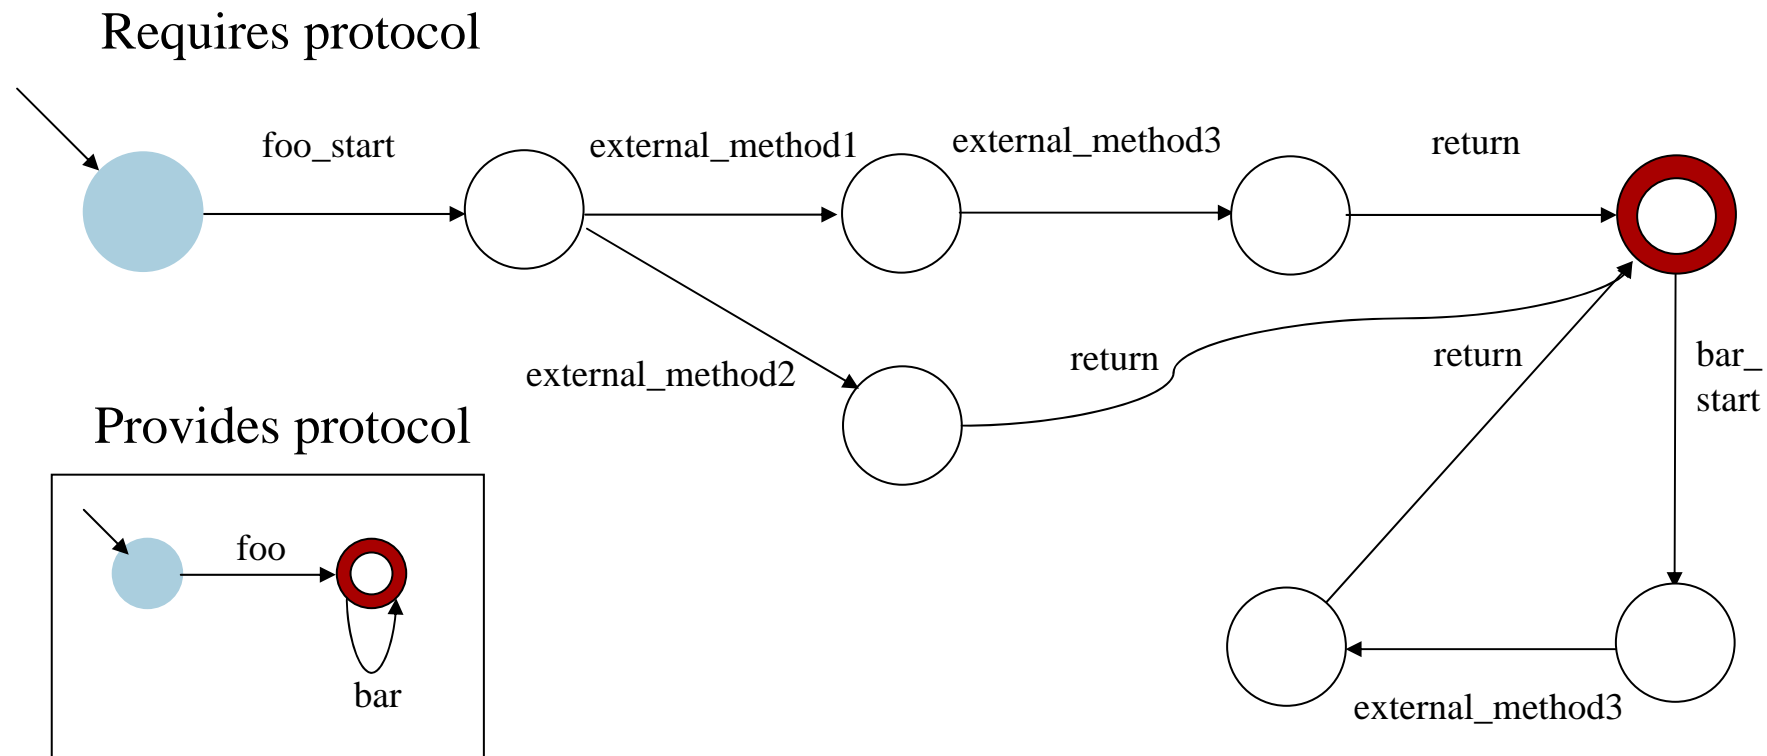 Requires protocol
foo_start
external_method1
external_method3
return
external_method2
return
return
bar_
start
Provides protocol
foo
bar
external_method3